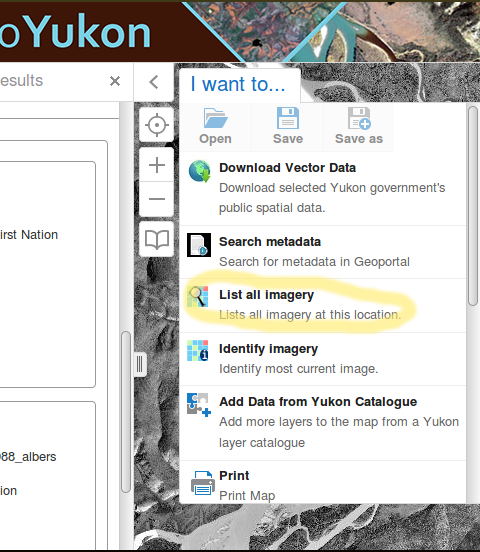 oYukon
esults
I want to...
Open
Save
Save as
Download Vector Data
Download selected Yukon government's
public spatial data.
irst Nation
Search metadata
Search for metadata in Geoportal
List all imagery
Lists all imagery at this location.
Identify imagery
Identify most current image.
Add Data from Yukon Catalogue
Add more layers to the map from a Yukon
layer catalogue
88_albers
ion
Print
Print Map